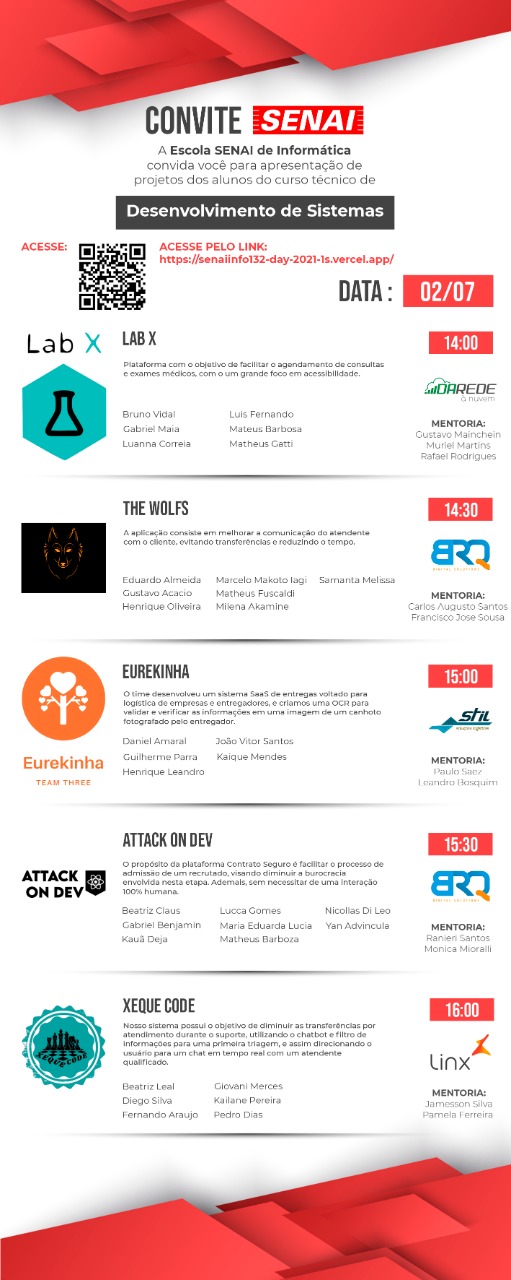 CONVITE SENAI
A Escola SENAI de Informática
convida você para apresentação de
projetos dos alunos do curso técnico de
Desenvolvimento de Sistemas
ACESSE:
ACESSE PELO LINK:
https://senaiinfo132-day-2021-1s.vercel.app/
DATA : 02/07
Lab X
LAB X
14:00
Plataforma com o objetivo de facilitar o agendamento de consultas
e exames médicos, com o um grande foco em acessibilidade.
DAREDE
à nuvem
Bruno Vidal
Luis Fernando
Gabriel Maia
Mateus Barbosa
Luanna Correia
Matheus Gatti
MENTORIA:
Gustavo Mainchein
Muriel Martins
Rafael Rodrigues
THE WOLFS
14:30
A aplicação consiste em melhorar a comunicação do atendente
com o cliente, evitando transferências e reduzindo o tempo.
BRQ
DIGITAL SOLUTIONS
Eduardo Almeida
Marcelo Makoto Iagi
Samanta Melissa
Gustavo Acacio
Matheus Fuscaldi
Henrique Oliveira
Milena Akamine
MENTORIA:
Carlos Augusto Santos
Francisco Jose Sousa
Eurekinha
TEAM THREE
EUREKINHA
15:00
O time desenvolveu um sistema SaaS de entregas voltado para
logística de empresas e entregadores, e criamos uma OCR para
validar e verificar as informações em uma imagem de um canhoto
fotografado pelo entregador.
stil
soluções logísticas
Daniel Amaral
João Vitor Santos
Guilherme Parra
Kaique Mendes
Henrique Leandro
MENTORIA:
Paulo Saez
Leandro Bosquim
ATTACK
ON DEV
ATTACK ON DEV
15:30
O propósito da plataforma Contrato Seguro é facilitar o processo de
admissão de um recrutado, visando diminuir a burocracia
envolvida nesta etapa. Ademais, sem necessitar de uma interação
100% humana.
BRQ
DIGITAL SOLUTIONS
Beatriz Claus
Lucca Gomes
Nicollas Di Leo
Gabriel Benjamin
Maria Eduarda Lucia
Yan Advincula
Kauã Deja
Matheus Barboza
MENTORIA:
Ranieri Santos
Monica Mioralli
XEQUECODE
XEQUE CODE
16:00
Nosso sistema possui o objetivo de diminuir as transferências por
atendimento durante o suporte, utilizando o chatbot e filtro de
informações para uma primeira triagem, e assim direcionando o
usuário para um chat em tempo real com um atendente
qualificado.
linx
Beatriz Leal
Giovani Merces
Diego Silva
Kailane Pereira
Fernando Araujo
Pedro Dias
MENTORIA:
Jamesson Silva
Pamela Ferreira